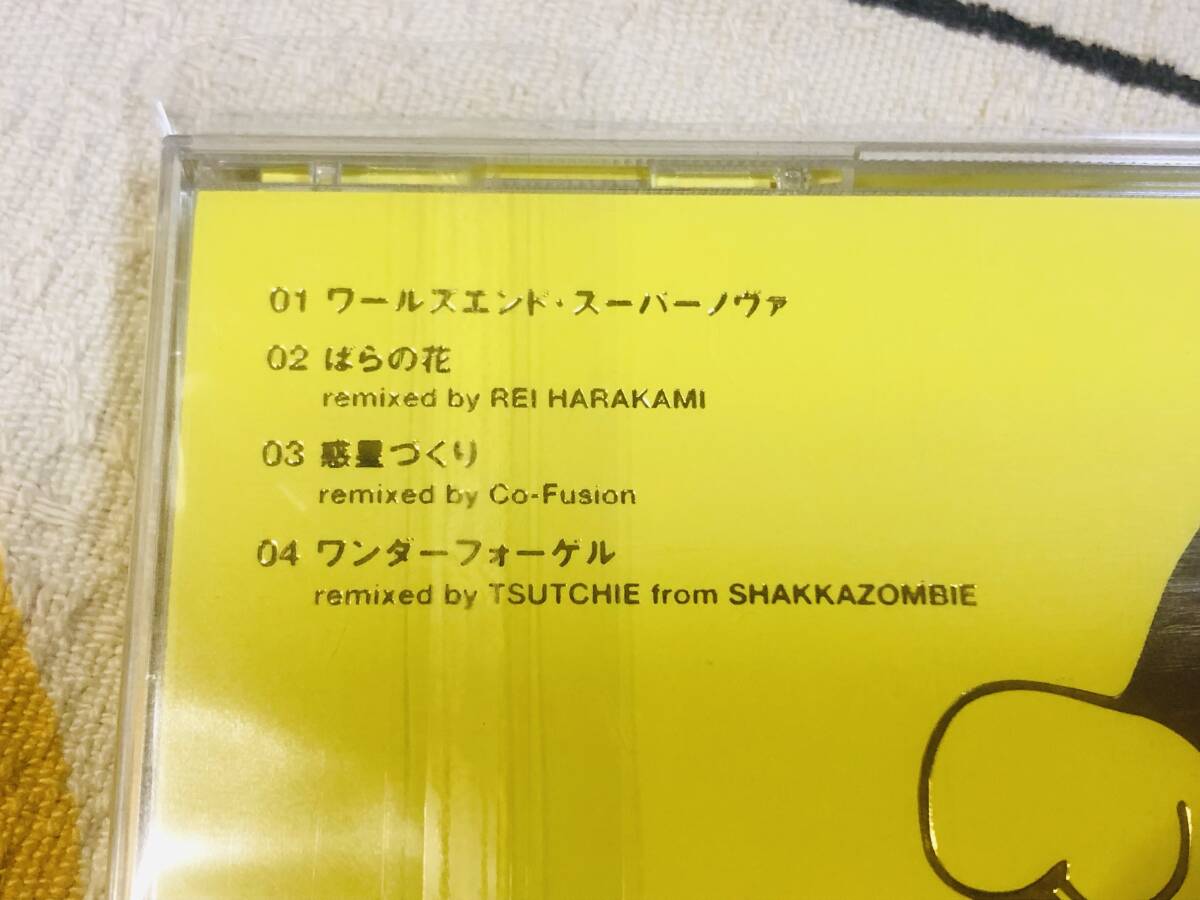 01 ワールズエンド・スーパーノヴァ
02 ばらの花
remixed by REI HARAKAMI
03 惑星づくり
remixed by Co-Fusion
04 ワンダーフォーゲル
remixed by TSUTCHIE from SHAKKAZOMBIE